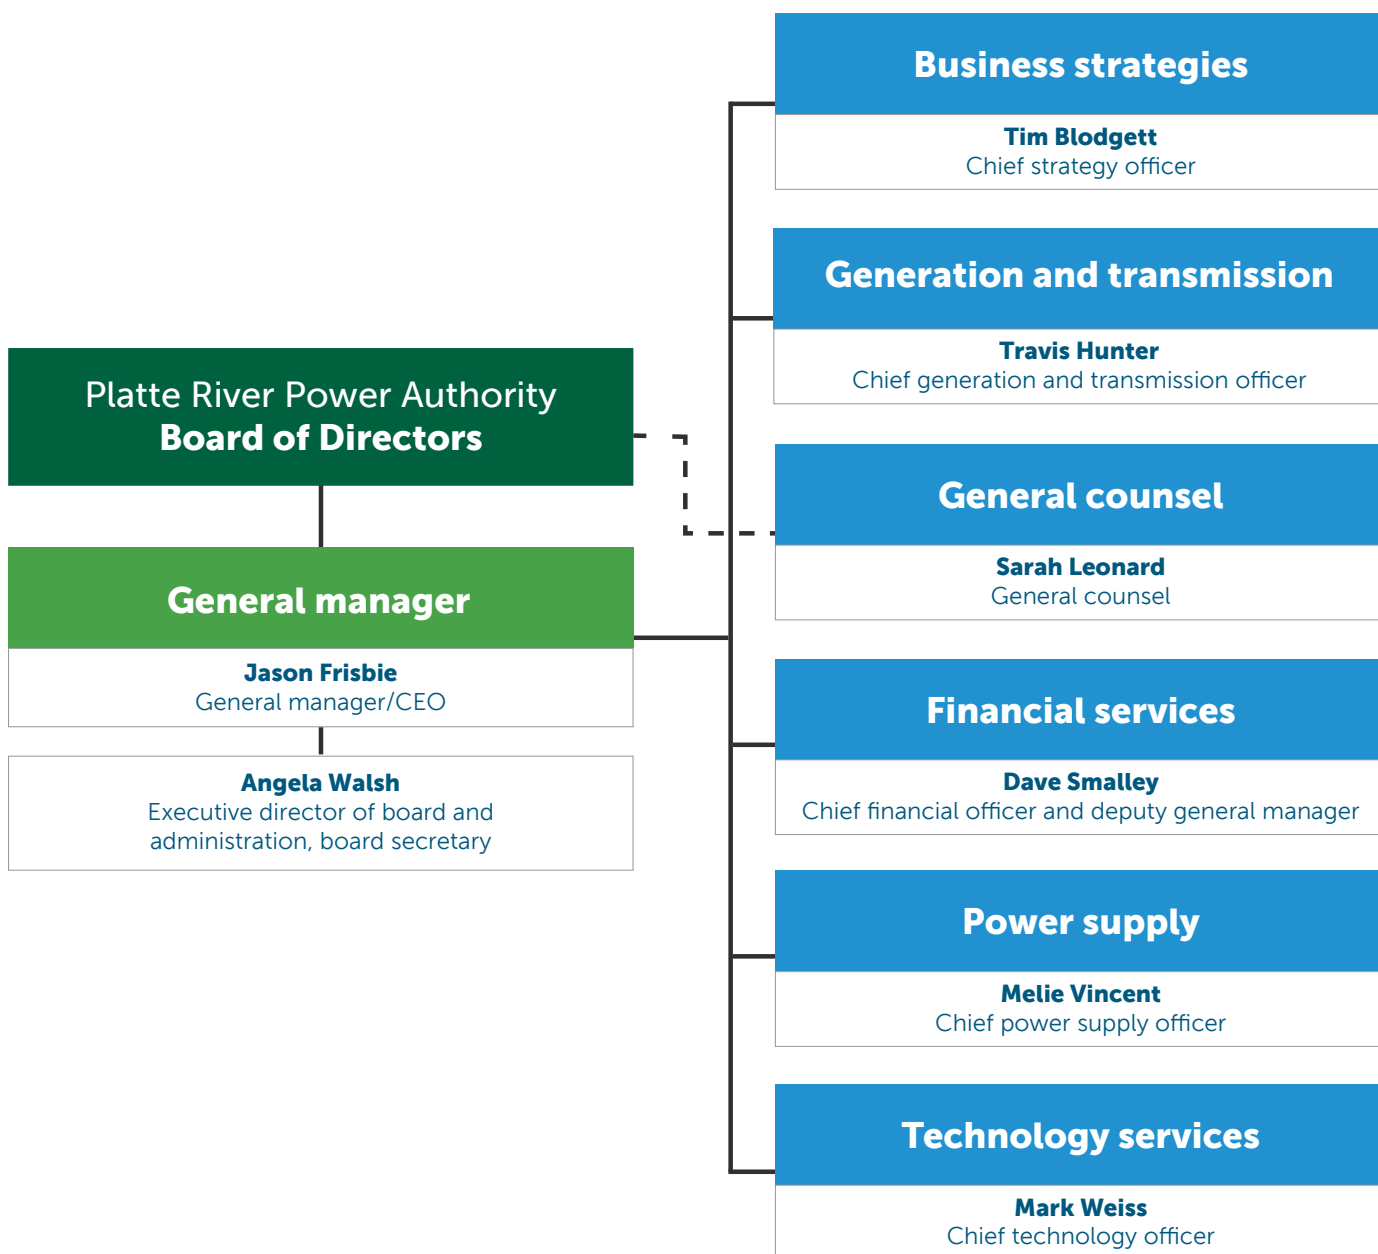 Platte River Power Authority
Board of Directors
General manager
Jason Frisbie
General manager/CEO
Angela Walsh
Executive director of board and
administration, board secretary
Business strategies
Tim Blodgett
Chief strategy officer
Generation and transmission
Travis Hunter
Chief generation and transmission officer
General counsel
Sarah Leonard
General counsel
Financial services
Dave Smalley
Chief financial officer and deputy general manager
Power supply
Melie Vincent
Chief power supply officer
Technology services
Mark Weiss
Chief technology officer